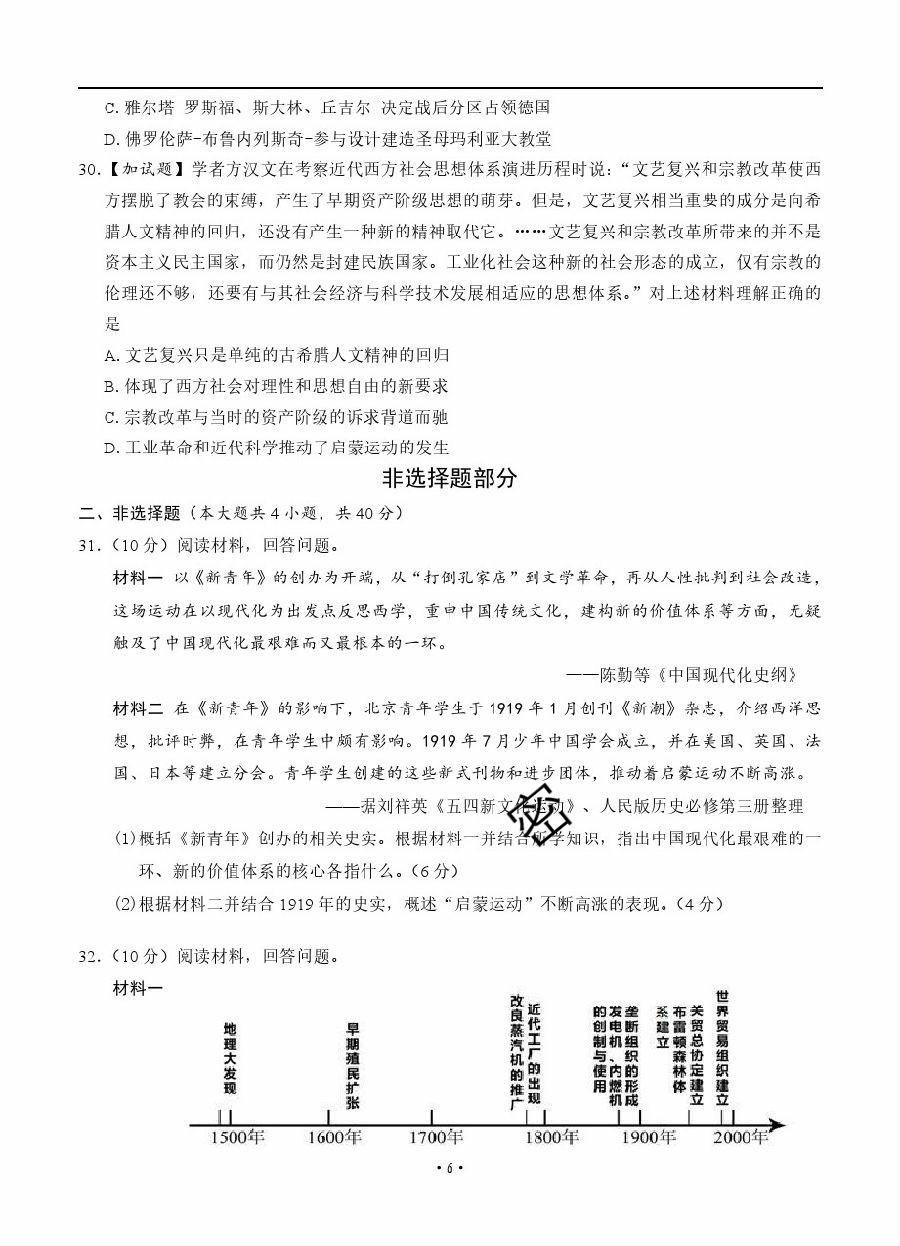 C. 雅尔塔 罗斯福、斯大林、丘吉尔 决定战后分区占领德国
D. 佛罗伦萨-布鲁内列斯奇-参与设计建造圣母玛利亚大教堂
30.【加试题】学者方汉文在考察近代西方社会思想体系演进历程时说：“文艺复兴和宗教改革使西
方摆脱了教会的束缚，产生了早期资产阶级思想的萌芽。但是，文艺复兴相当重要的成分是向希
腊人文精神的回归，还没有产生一种新的精神取代它。……文艺复兴和宗教改革所带来的并不是
资本主义民主国家，而仍然是封建民族国家。工业化社会这种新的社会形态的成立，仅有宗教的
伦理还不够，还要有与其社会经济与科学技术发展相适应的思想体系。”对上述材料理解正确的
是
A. 文艺复兴只是单纯的古希腊人文精神的回归
B. 体现了西方社会对理性和思想自由的新要求
C. 宗教改革与当时的资产阶级的诉求背道而驰
D. 工业革命和近代科学推动了启蒙运动的发生
非选择题部分
二、非选择题（本大题共 4 小题，共 40 分）
31.（10 分）阅读材料，回答问题。
材料一 以《新青年》的创办为开端，从“打倒孔家店”到文学革命，再从人性批判到社会改造，
这场运动在以现代化为出发点反思西学，重申中国传统文化，建构新的价值体系等方面，无疑
触及了中国现代化最艰难而又最根本的一环。
——陈勤等《中国现代化史纲》
材料二 在《新青年》的影响下，北京青年学生于 1919 年 1 月创刊《新潮》杂志，介绍西洋思
想，批评时弊，在青年学生中颇有影响。1919 年 7 月少年中国学会成立，并在美国、英国、法
国、日本等建立分会。青年学生创建的这些新式刊物和进步团体，推动着启蒙运动不断高涨。
——据刘祥英《五四新文化运动》、人民版历史必修第三册整理
密
(1)概括《新青年》创办的相关史实。根据材料一并结合所学知识，指出中国现代化最艰难的一
环、新的价值体系的核心各指什么。（6 分）
(2)根据材料二并结合 1919 年的史实，概述“启蒙运动”不断高涨的表现。（4 分）
32.（10 分）阅读材料，回答问题。
材料一
地理大发现
早期殖民扩张
改良蒸汽机的推广
近代工厂的出现
发电机、内燃机
的创制与使用
垄断组织的形成
布雷顿森林体
系建立
关贸总协定建立
世界贸易组织建立
1500年 1600年 1700年 1800年 1900年 2000年
· 6 ·